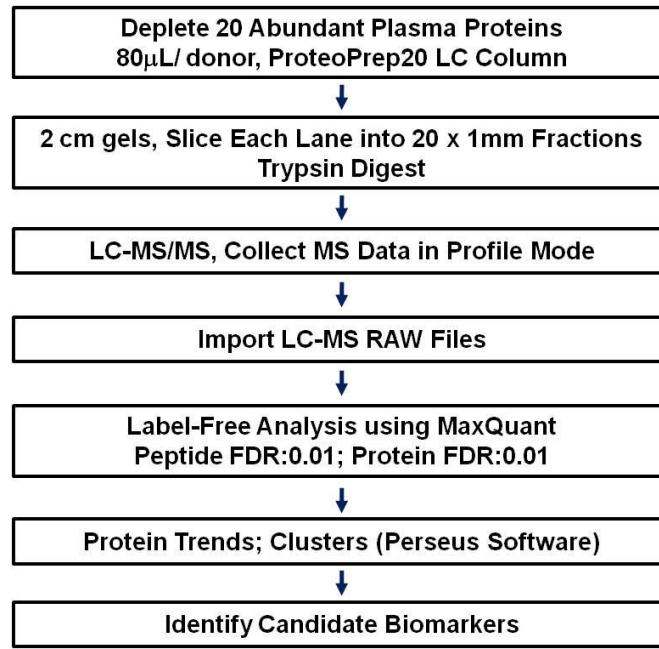 Deplete 20 Abundant Plasma Proteins
80μL/ donor, ProteoPrep20 LC Column
2 cm gels, Slice Each Lane into 20 x 1mm Fractions
Trypsin Digest
LC-MS/MS, Collect MS Data in Profile Mode
Import LC-MS RAW Files
Label-Free Analysis using MaxQuant
Peptide FDR:0.01; Protein FDR:0.01
Protein Trends; Clusters (Perseus Software)
Identify Candidate Biomarkers